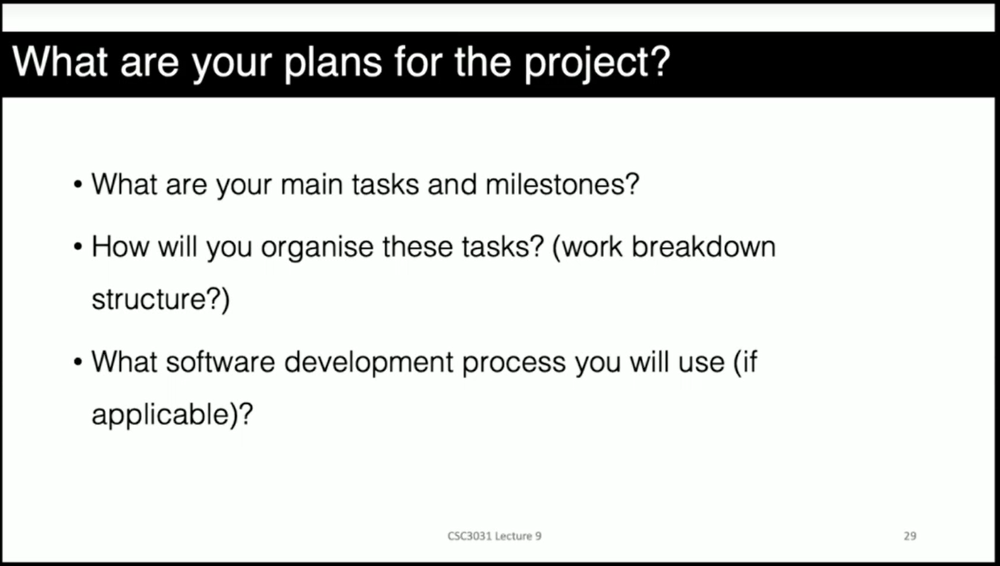 What are your plans for the project?
• What are your main tasks and milestones?
• How will you organise these tasks? (work breakdown
structure?)
• What software development process you will use (if
applicable)?
CSC3031 Lecture 9
29